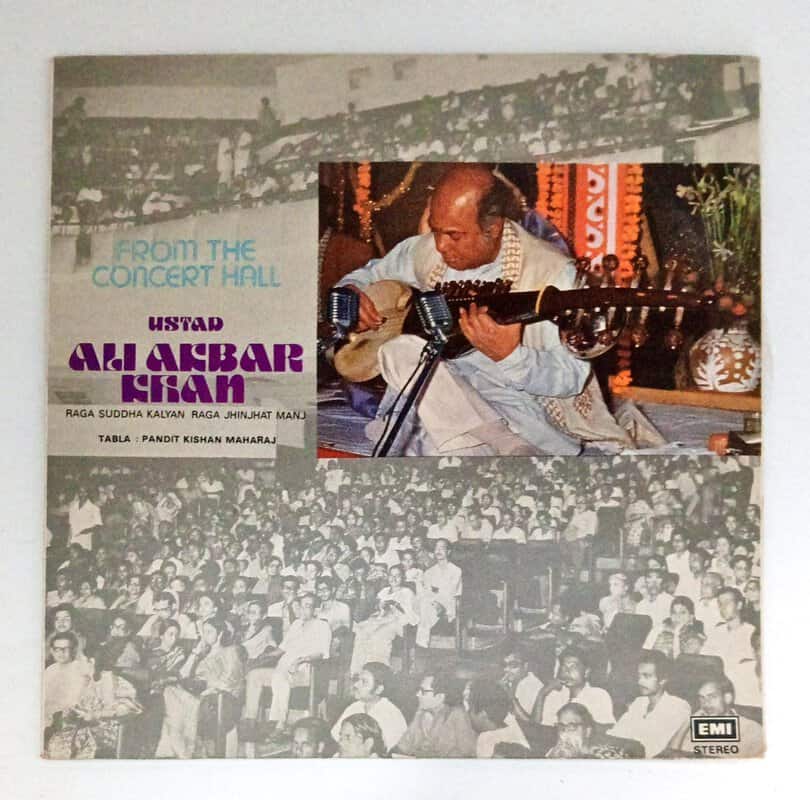 FROM THE
CONCERT HALL
USTAD
ALI AKBAR
KHAN
RAGA SUDDHA KALYAN RAGA JHINJHAT MANJ
TABLA : PANDIT KISHAN MAHARAJ
EMI
STEREO